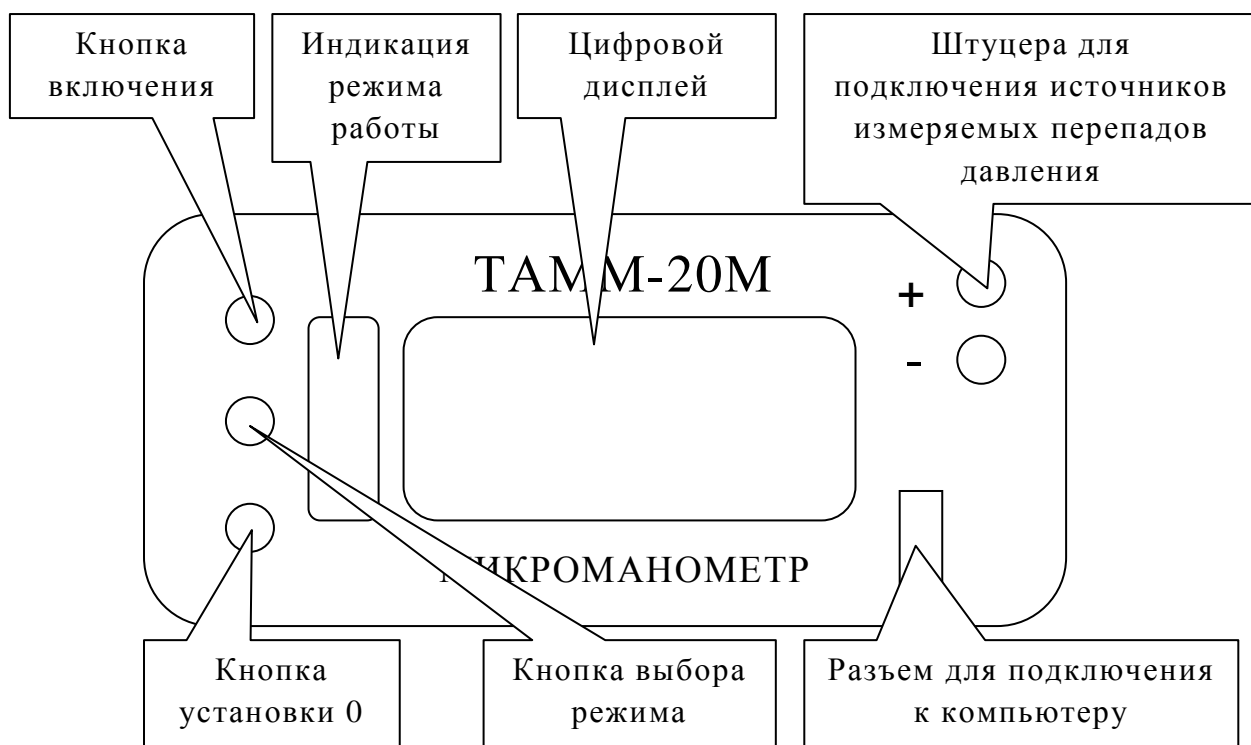 Кнопка
включения
Индикация
режима
работы
Цифровой
дисплей
Штуцера для
подключения источников
измеряемых перепадов
давления
ТАММ-20М
+
-
МИКРОМАНОМЕТР
Кнопка
установки 0
Кнопка выбора
режима
Разъем для подключения
к компьютеру